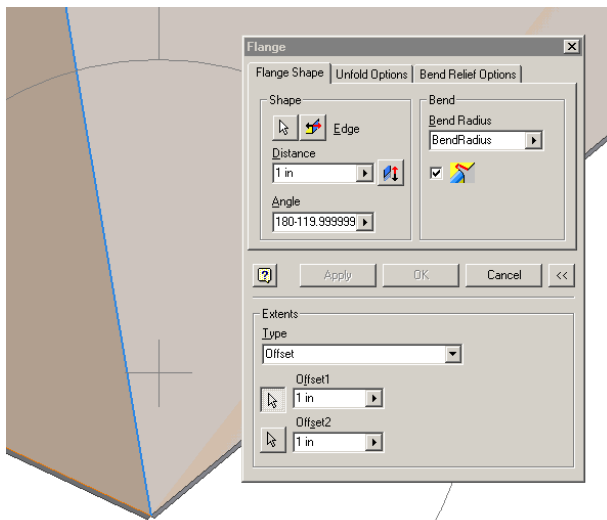 Flange
Flange Shape Unfold Options Bend Relief Options
Shape
Edge
Distance
1 in
Angle
180-119.999999
Bend
Bend Radius
BendRadius
Apply OK Cancel <<
Extents
Type
Offset
Offset1
1 in
Offset2
1 in